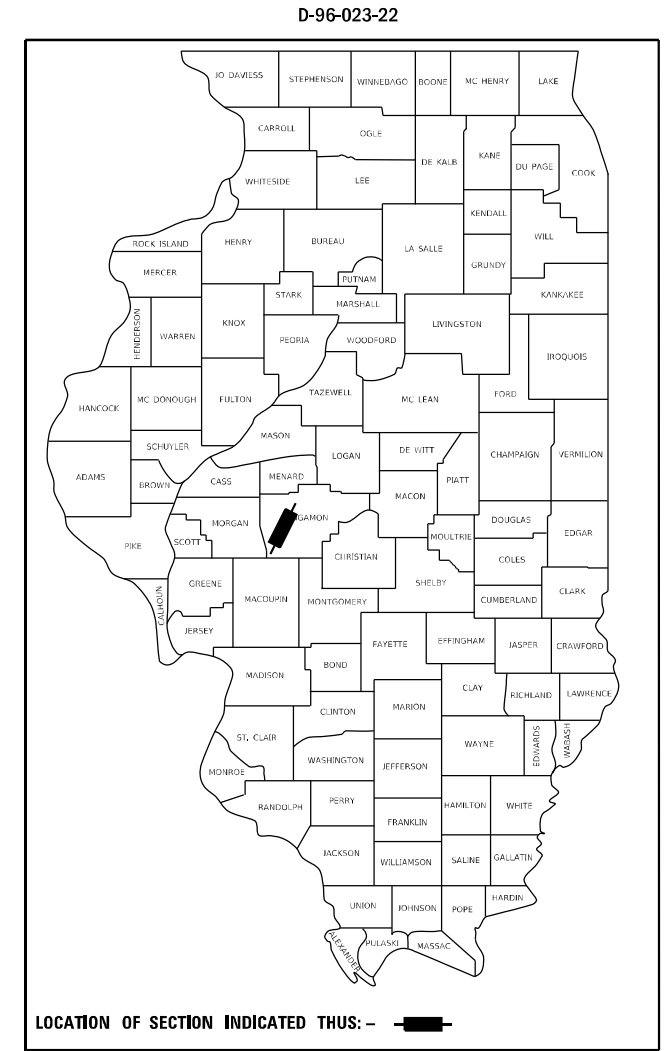 D-96-023-22
JO DAVIESS STEPHENSON WINNEBAGO BOONE MC HENRY LAKE
CARROLL OGLE DE KALB KANE DU PAGE COOK
WHITESIDE LEE
KENDALL WILL
ROCK ISLAND HENRY BUREAU LA SALLE
GRUNDY
MERCER PUTNAM
STARK MARSHALL KANKAKEE
HENDERSON WARREN KNOX PEORIA WOODFORD LIVINGSTON
IROQUOIS
HANCOCK MC DONOUGH FULTON TAZEWELL MC LEAN FORD
MASON
SCHUYLER LOGAN DE WITT CHAMPAIGN VERMILION
ADAMS BROWN CASS MENARD PIATT
MACON
PIKE SCOTT MORGAN GAMON MOULTRIE DOUGLAS EDGAR
CHRISTIAN COLES
GREENE SHELBY
CALHOUN MACOUPIN MONTGOMERY CUMBERLAND CLARK
JERSEY FAYETTE EFFINGHAM JASPER CRAWFORD
MADISON BOND
CLAY RICHLAND LAWRENCE
CLINTON MARION
ST. CLAIR WAYNE EDWARDS WABASH
MONROE WASHINGTON JEFFERSON
RANDOLPH PERRY HAMILTON WHITE
FRANKLIN
JACKSON WILLIAMSON SALINE GALLATIN
UNION JOHNSON POPE HARDIN
ALEXANDER PULASKI MASSAC
LOCATION OF SECTION INDICATED THUS: –